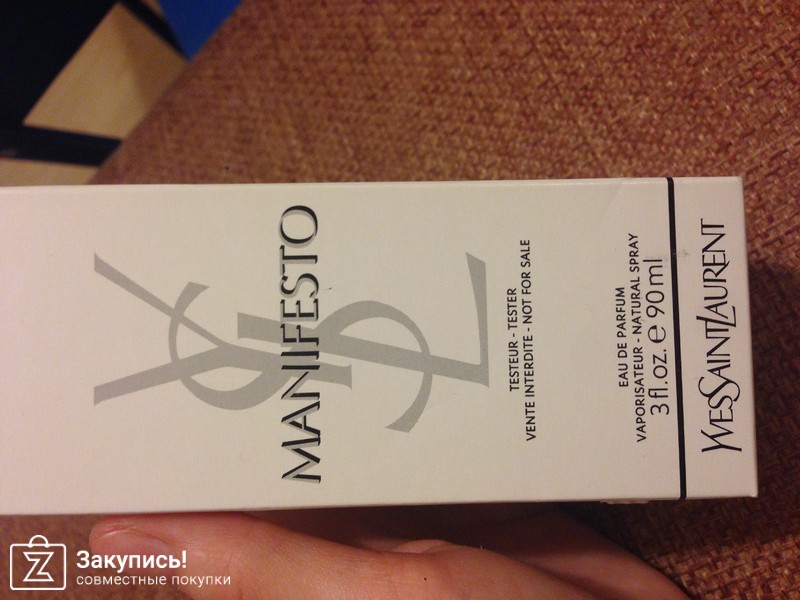 YSL
MANIFESTO
TESTEUR - TESTER
VENTE INTERDITE - NOT FOR SALE
EAU DE PARFUM
VAPORISATEUR - NATURAL SPRAY
3 fl.oz. e 90 ml
YVESSAINTLAURENT
Закупись!
совместные покупки